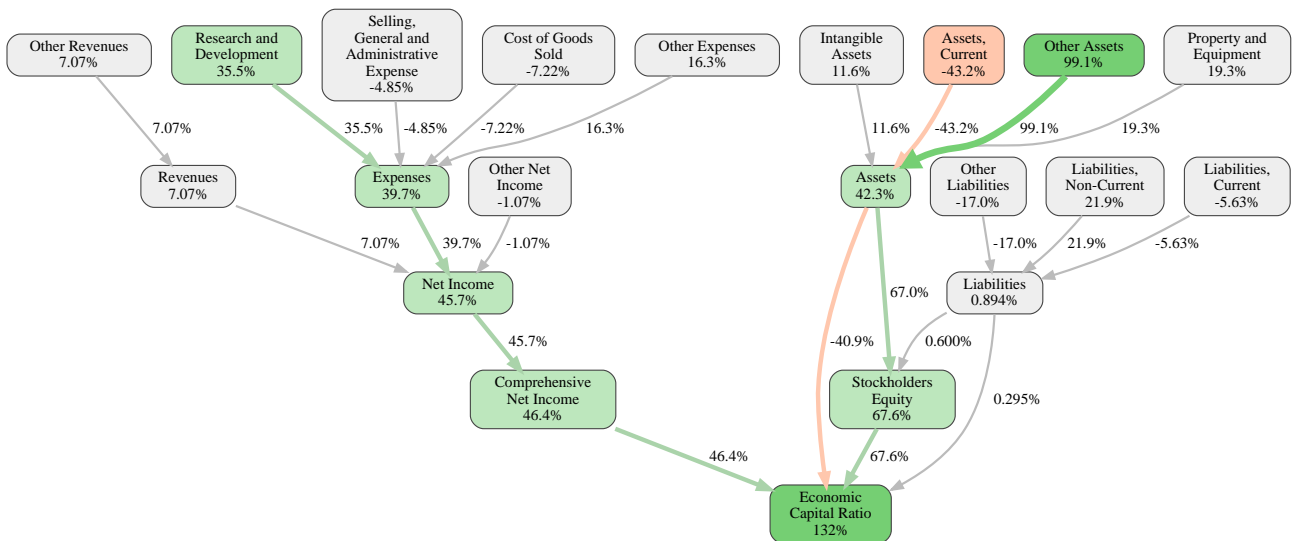 Other Revenues
7.07%
Research and
Development
35.5%
Selling,
General and
Administrative
Expense
-4.85%
Cost of Goods
Sold
-7.22%
Other Expenses
16.3%
Intangible
Assets
11.6%
Assets,
Current
-43.2%
Other Assets
99.1%
Property and
Equipment
19.3%
7.07%
35.5%
-4.85%
-7.22%
16.3%
11.6%
-43.2%
99.1%
19.3%
Revenues
7.07%
Expenses
39.7%
Other Net
Income
-1.07%
Assets
42.3%
Other
Liabilities
-17.0%
Liabilities,
Non-Current
21.9%
Liabilities,
Current
-5.63%
7.07%
39.7%
-1.07%
-17.0%
21.9%
-5.63%
Net Income
45.7%
67.0%
Liabilities
0.894%
45.7%
-40.9%
0.600%
Comprehensive
Net Income
46.4%
Stockholders
Equity
67.6%
0.295%
46.4%
67.6%
Economic
Capital Ratio
132%